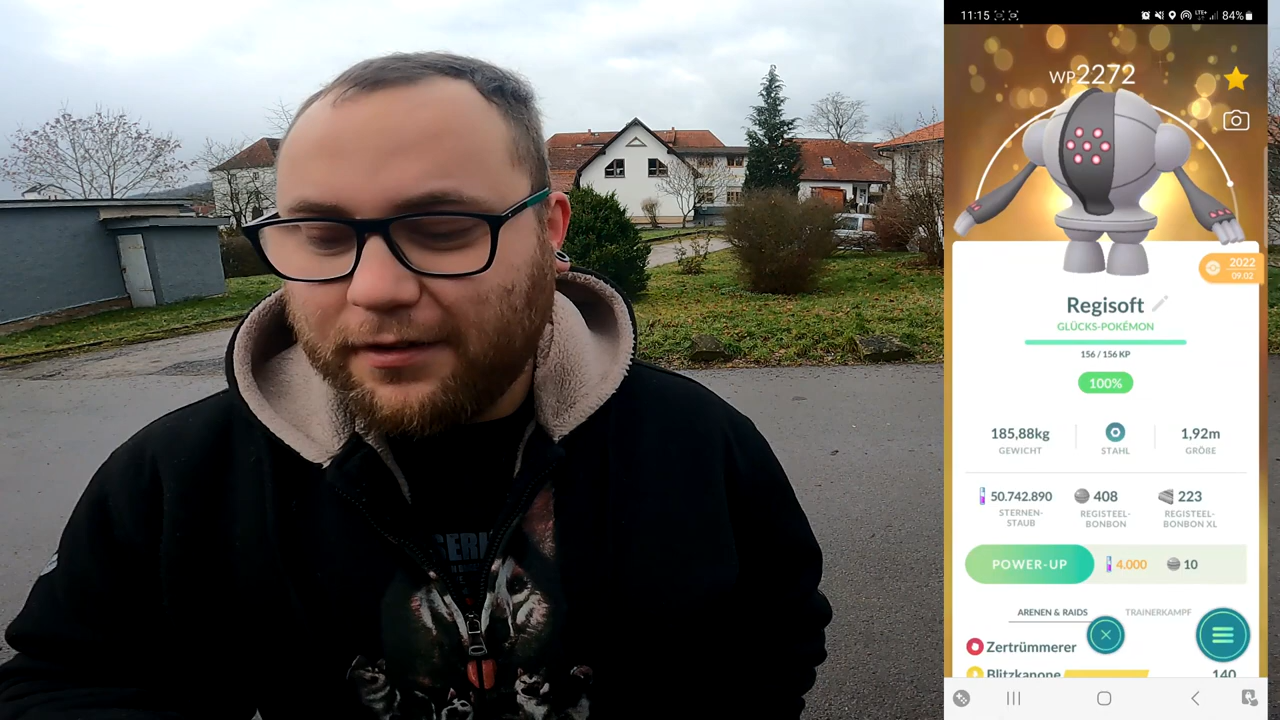 11:15
LTE+
84%
WP2272
2022
09.02
Regisoft
GLÜCKS-POKÉMON
156 / 156 KP
100%
185,88kg
GEWICHT
STAHL
1,92m
GRÖßE
50.742.890
STERNEN-
STAUB
408
REGISTEEL-
BONBON
223
REGISTEEL-
BONBON XL
POWER-UP
4.000
10
ARENEN & RAIDS
TRAINERKAMPF
Zertrümmerer
Blitzkanone
140